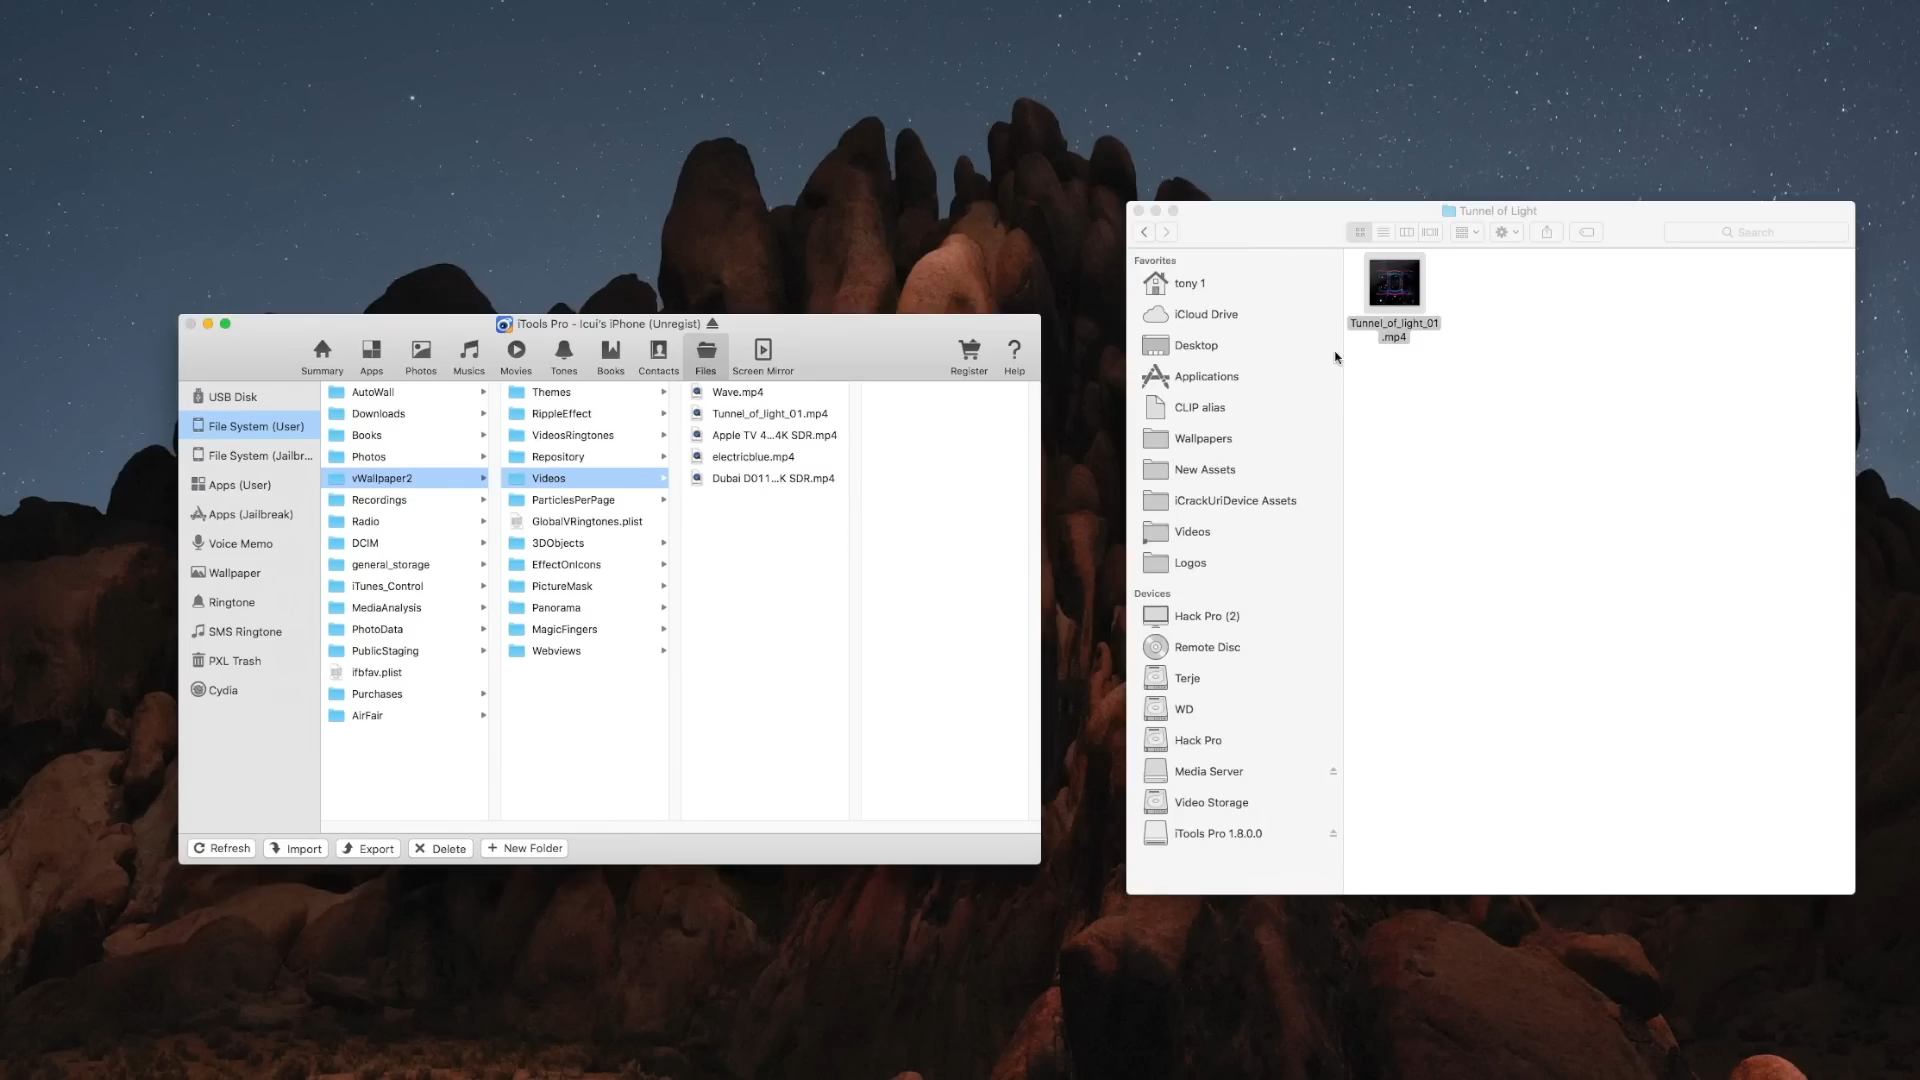 iTools Pro - Icui's iPhone (Unregist)
Summary
Apps
Photos
Musics
Movies
Tones
Books
Contacts
Files
Screen Mirror
Register
Help
USB Disk
File System (User)
File System (Jailbr...
Apps (User)
Apps (Jailbreak)
Voice Memo
Wallpaper
Ringtone
SMS Ringtone
PXL Trash
Cydia
AutoWall
Downloads
Books
Photos
vWallpaper2
Recordings
Radio
DCIM
general_storage
iTunes_Control
MediaAnalysis
PhotoData
PublicStaging
ifbfav.plist
Purchases
AirFair
Themes
RippleEffect
VideosRingtones
Repository
Videos
ParticlesPerPage
GlobalVRingtones.plist
3DObjects
EffectOnIcons
PictureMask
Panorama
MagicFingers
Webviews
Wave.mp4
Tunnel_of_light_01.mp4
Apple TV 4...4K SDR.mp4
electricblue.mp4
Dubai D011...K SDR.mp4
Refresh
Import
Export
Delete
New Folder
Tunnel of Light
Search
Favorites
tony 1
iCloud Drive
Desktop
Applications
CLIP alias
Wallpapers
New Assets
iCrackUriDevice Assets
Videos
Logos
Devices
Hack Pro (2)
Remote Disc
Terje
WD
Hack Pro
Media Server
Video Storage
iTools Pro 1.8.0.0
Tunnel_of_light_01
.mp4